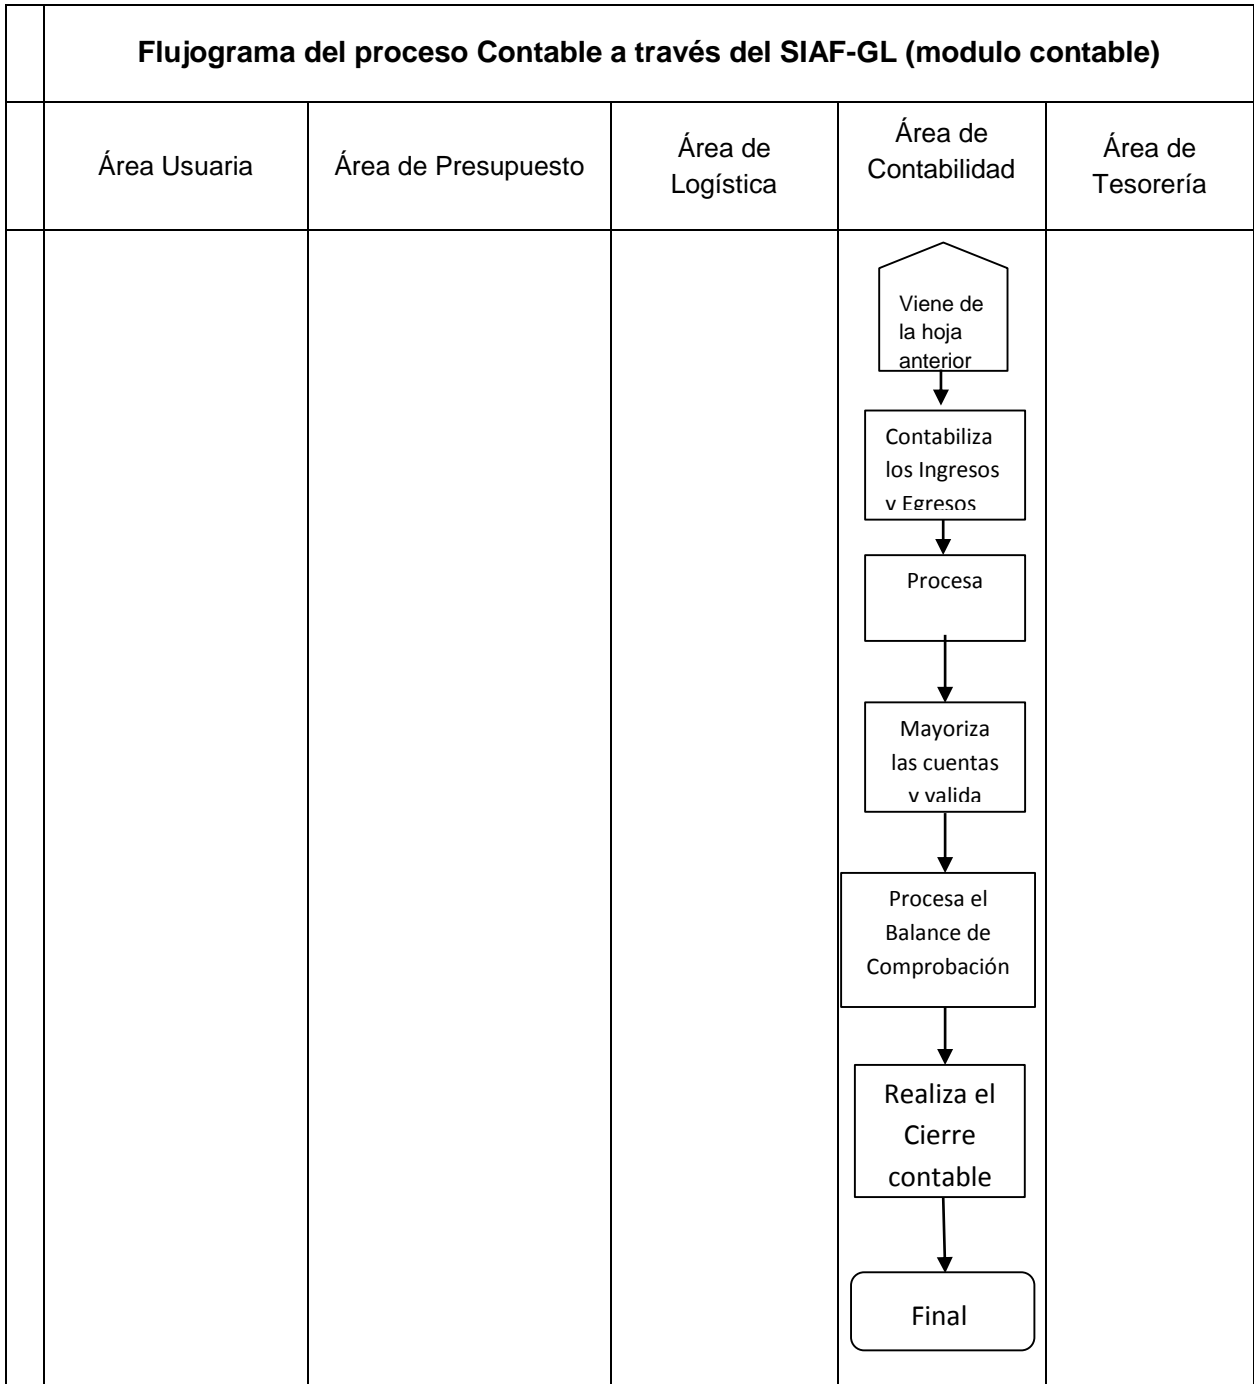 Flujograma del proceso Contable a través del SIAF-GL (modulo contable)
Área Usuaria
Área de Presupuesto
Área de
Logística
Área de
Contabilidad
Área de
Tesorería
Viene de
la hoja
anterior
Contabiliza
los Ingresos
y Egresos
Procesa
Mayoriza
las cuentas
y valida
Procesa el
Balance de
Comprobación
Realiza el
Cierre
contable
Final